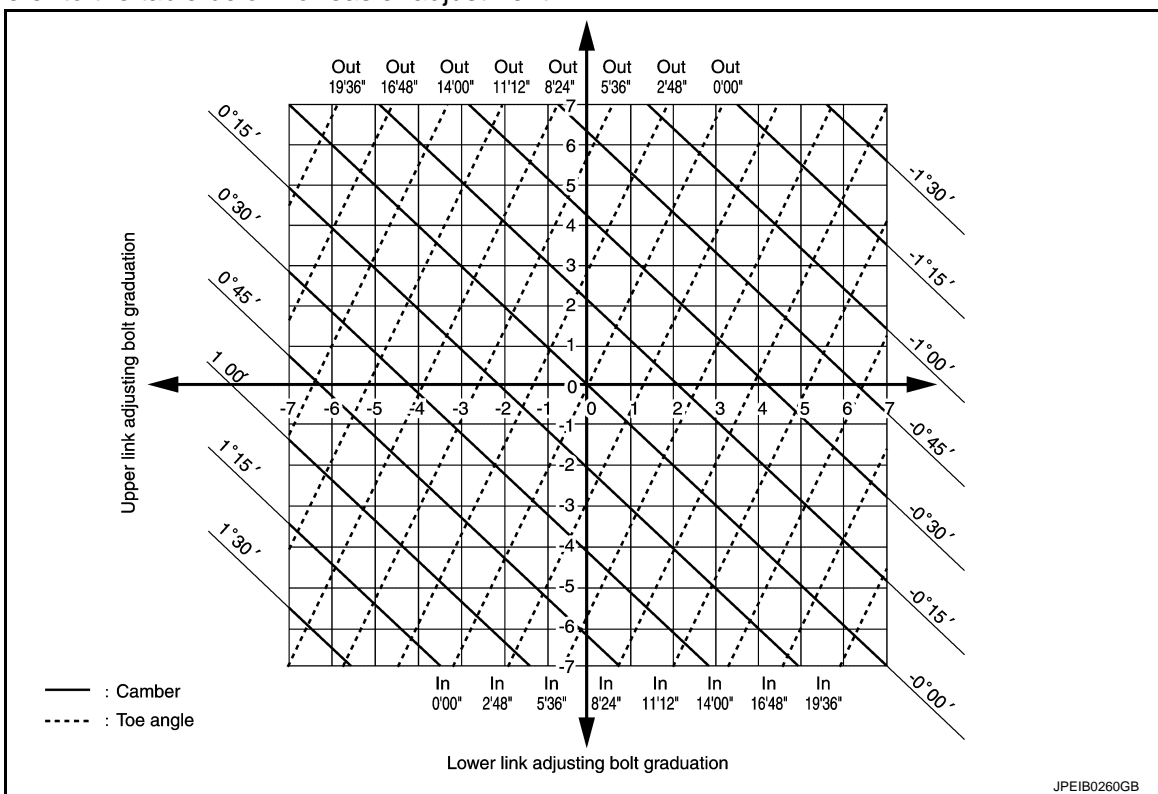 Out Out Out Out Out Out Out Out
19'36" 16'48" 14'00" 11'12" 8'24" 5'36" 2'48" 0'00"
0°15′
0°30′
0°45′
1 00′
1°15′
1°30′
-1°30′
-1°15′
-1°00′
-0°45′
-0°30′
-0°15′
-0°00′
Upper link adjusting bolt graduation
7
6
5
4
3
2
1
0
-7 -6 -5 -4 -3 -2 -1 0 1 2 3 4 5 6 7
-1
-2
-3
-4
-5
-6
-7
In In In In In In In In
0'00" 2'48" 5'36" 8'24" 11'12" 14'00" 16'48" 19'36"
: Camber
: Toe angle
Lower link adjusting bolt graduation
JPEIB0260GB